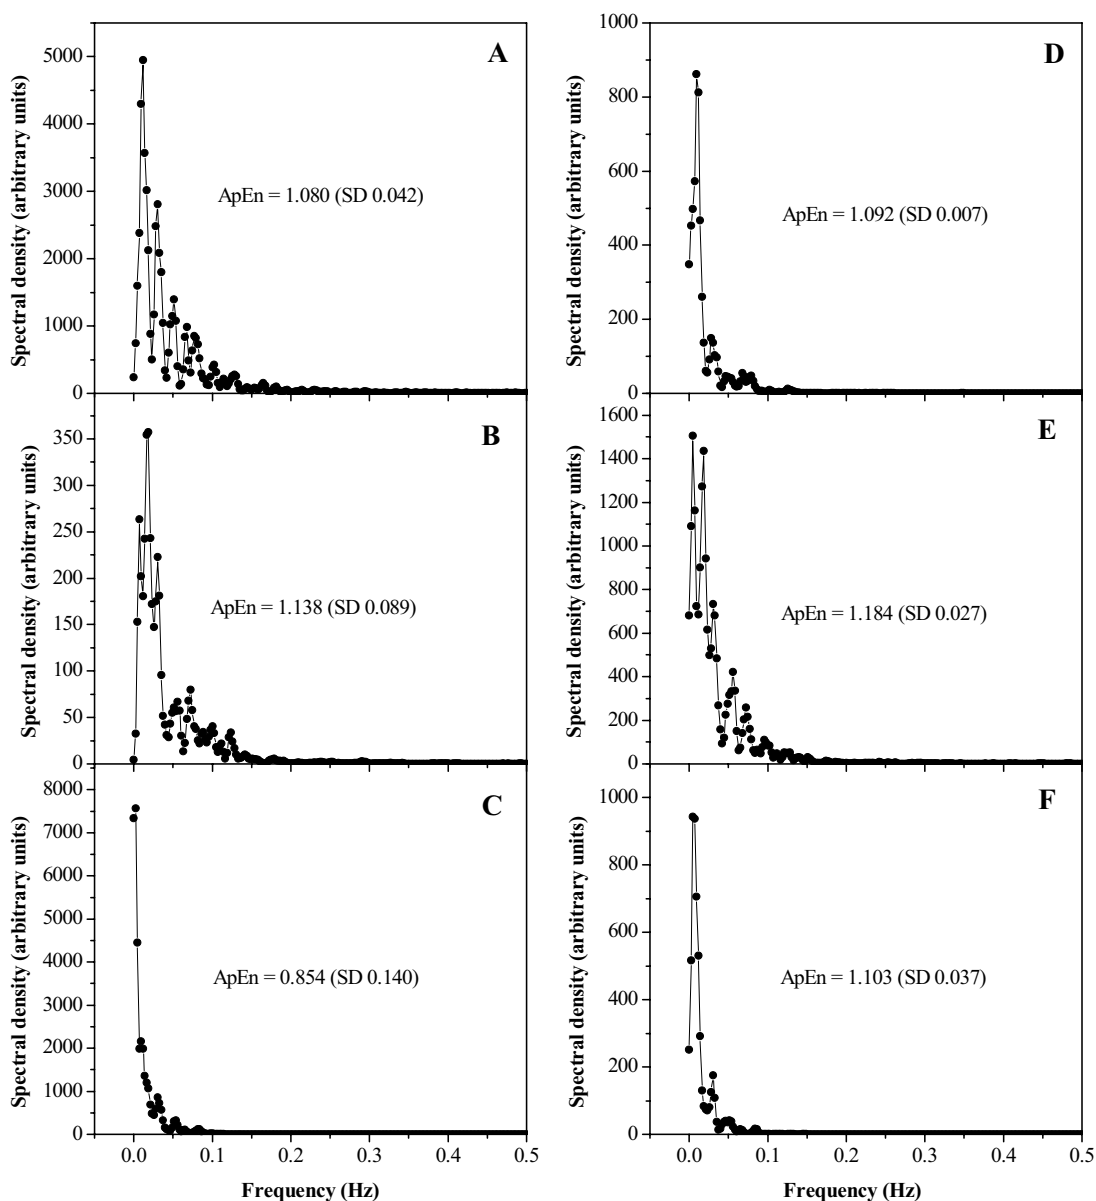 A
Spectral density (arbitrary units)
5000
4000
3000
2000
1000
0
ApEn = 1.080 (SD 0.042)
B
Spectral density (arbitrary units)
350
300
250
200
150
100
50
0
ApEn = 1.138 (SD 0.089)
C
Spectral density (arbitrary units)
8000
7000
6000
5000
4000
3000
2000
1000
0
ApEn = 0.854 (SD 0.140)
0.0 0.1 0.2 0.3 0.4 0.5
Frequency (Hz)
D
Spectral density (arbitrary units)
1000
800
600
400
200
0
ApEn = 1.092 (SD 0.007)
E
Spectral density (arbitrary units)
1600
1400
1200
1000
800
600
400
200
0
ApEn = 1.184 (SD 0.027)
F
Spectral density (arbitrary units)
1000
800
600
400
200
0
ApEn = 1.103 (SD 0.037)
0.0 0.1 0.2 0.3 0.4 0.5
Frequency (Hz)